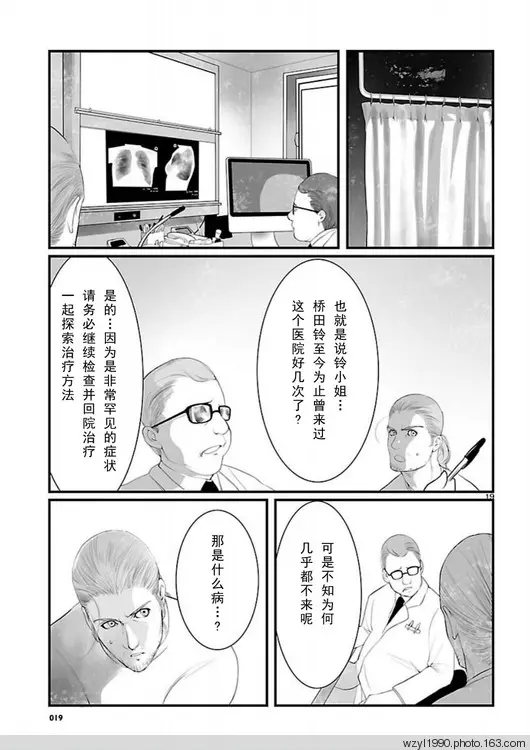 也就是说铃小姐…
桥田铃至今为止曾来过
这个医院好几次了？
是的…因为是非常罕见的症状
请务必继续检查并回院治疗
一起探索治疗方法
19
可是不知为何
几乎都不来呢
那是什么病…？
019
wzyl1990.photo.163.com